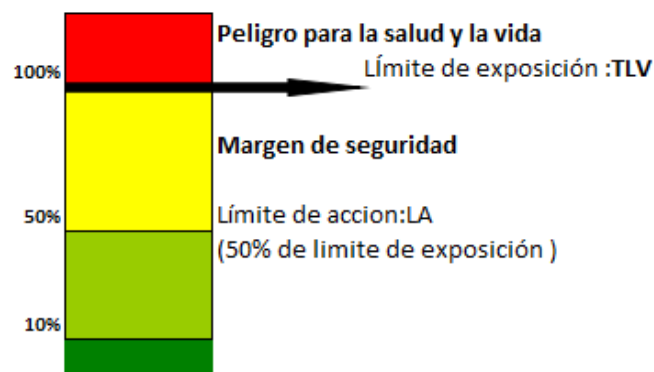 Peligro para la salud y la vida
100%
LÍmite de exposición :TLV
Margen de seguridad
50%
Límite de accion:LA
(50% de limite de exposición )
10%